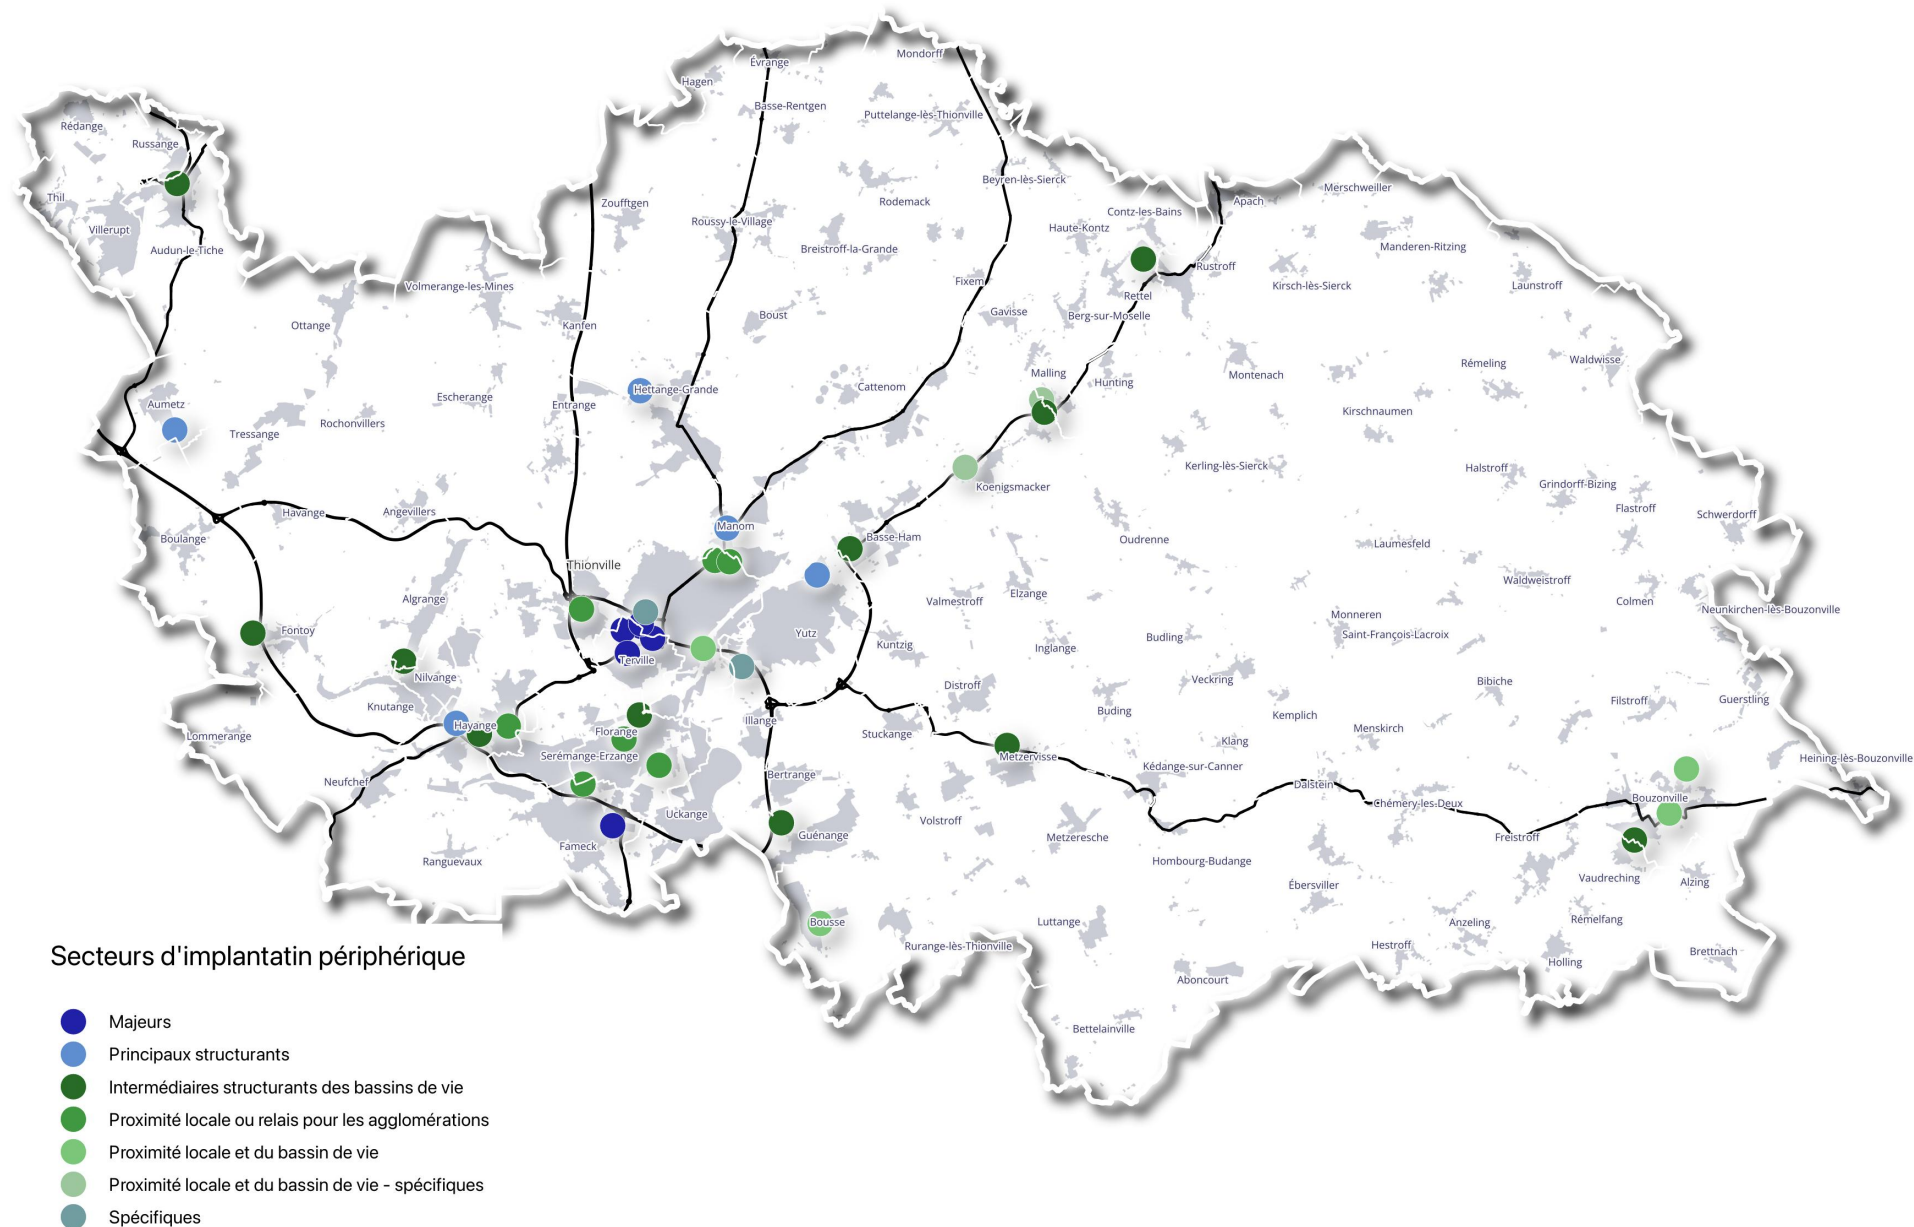 Mondorff
Évrange
Hagen
Basse-Rentgen
Puttelange-lès-Thionville
Rédange
Russange
Beyren-lès-Sierck
Merschweiller
Thil
Zoufftgen
Rodemack
Apach
Contz-les-Bains
Roussy-le-Village
Haute-Kontz
Villerupt
Manderen-Ritzing
Audun-le-Tiche
Breistroff-la-Grande
Rustroff
Fixem
Volmerange-les-Mines
Kirsch-lès-Sierck
Launstroff
Rettel
Gavisse
Boust
Berg-sur-Moselle
Ottange
Kanfen
Waldwisse
Rémeling
Malling
Montenach
Hunting
Cattenom
Hettange-Grande
Escherange
Aumetz
Entrange
Kirschnaumen
Rochonvillers
Tressange
Kerling-lès-Sierck
Halstroff
Grindorff-Bizing
Koenigsmacker
Flastroff
Angevillers
Havange
Schwerdorff
Manom
Basse-Ham
Boulange
Oudrenne
Laumesfeld
Thionville
Waldweistroff
Elzange
Algrange
Valmestroff
Colmen
Neunkirchen-lès-Bouzonville
Monneren
Fontoy
Yutz
Saint-François-Lacroix
Budling
Kuntzig
Inglange
Terville
Nilvange
Veckring
Bibiche
Distroff
Filstroff
Guerstling
Knutange
Buding
Kemplich
Illange
Hayange
Menskirch
Florange
Stuckange
Lommerange
Klang
Serémange-Erzange
Metzervisse
Heining-lès-Bouzonville
Kédange-sur-Canner
Bertrange
Neufchef
Dalstein
Bouzonville
Chémery-les-Deux
Uckange
Volstroff
Guénange
Metzeresche
Freistroff
Fameck
Ranguevaux
Hombourg-Budange
Vaudreching
Alzing
Ébersviller
Rémelfang
Bousse
Luttange
Anzeling
Rurange-lès-Thionville
Hestroff
Brettnach
Holling
Aboncourt
Bettelainville
Secteurs d'implantatin périphérique
Majeurs
Principaux structurants
Intermédiaires structurants des bassins de vie
Proximité locale ou relais pour les agglomérations
Proximité locale et du bassin de vie
Proximité locale et du bassin de vie - spécifiques
Spécifiques